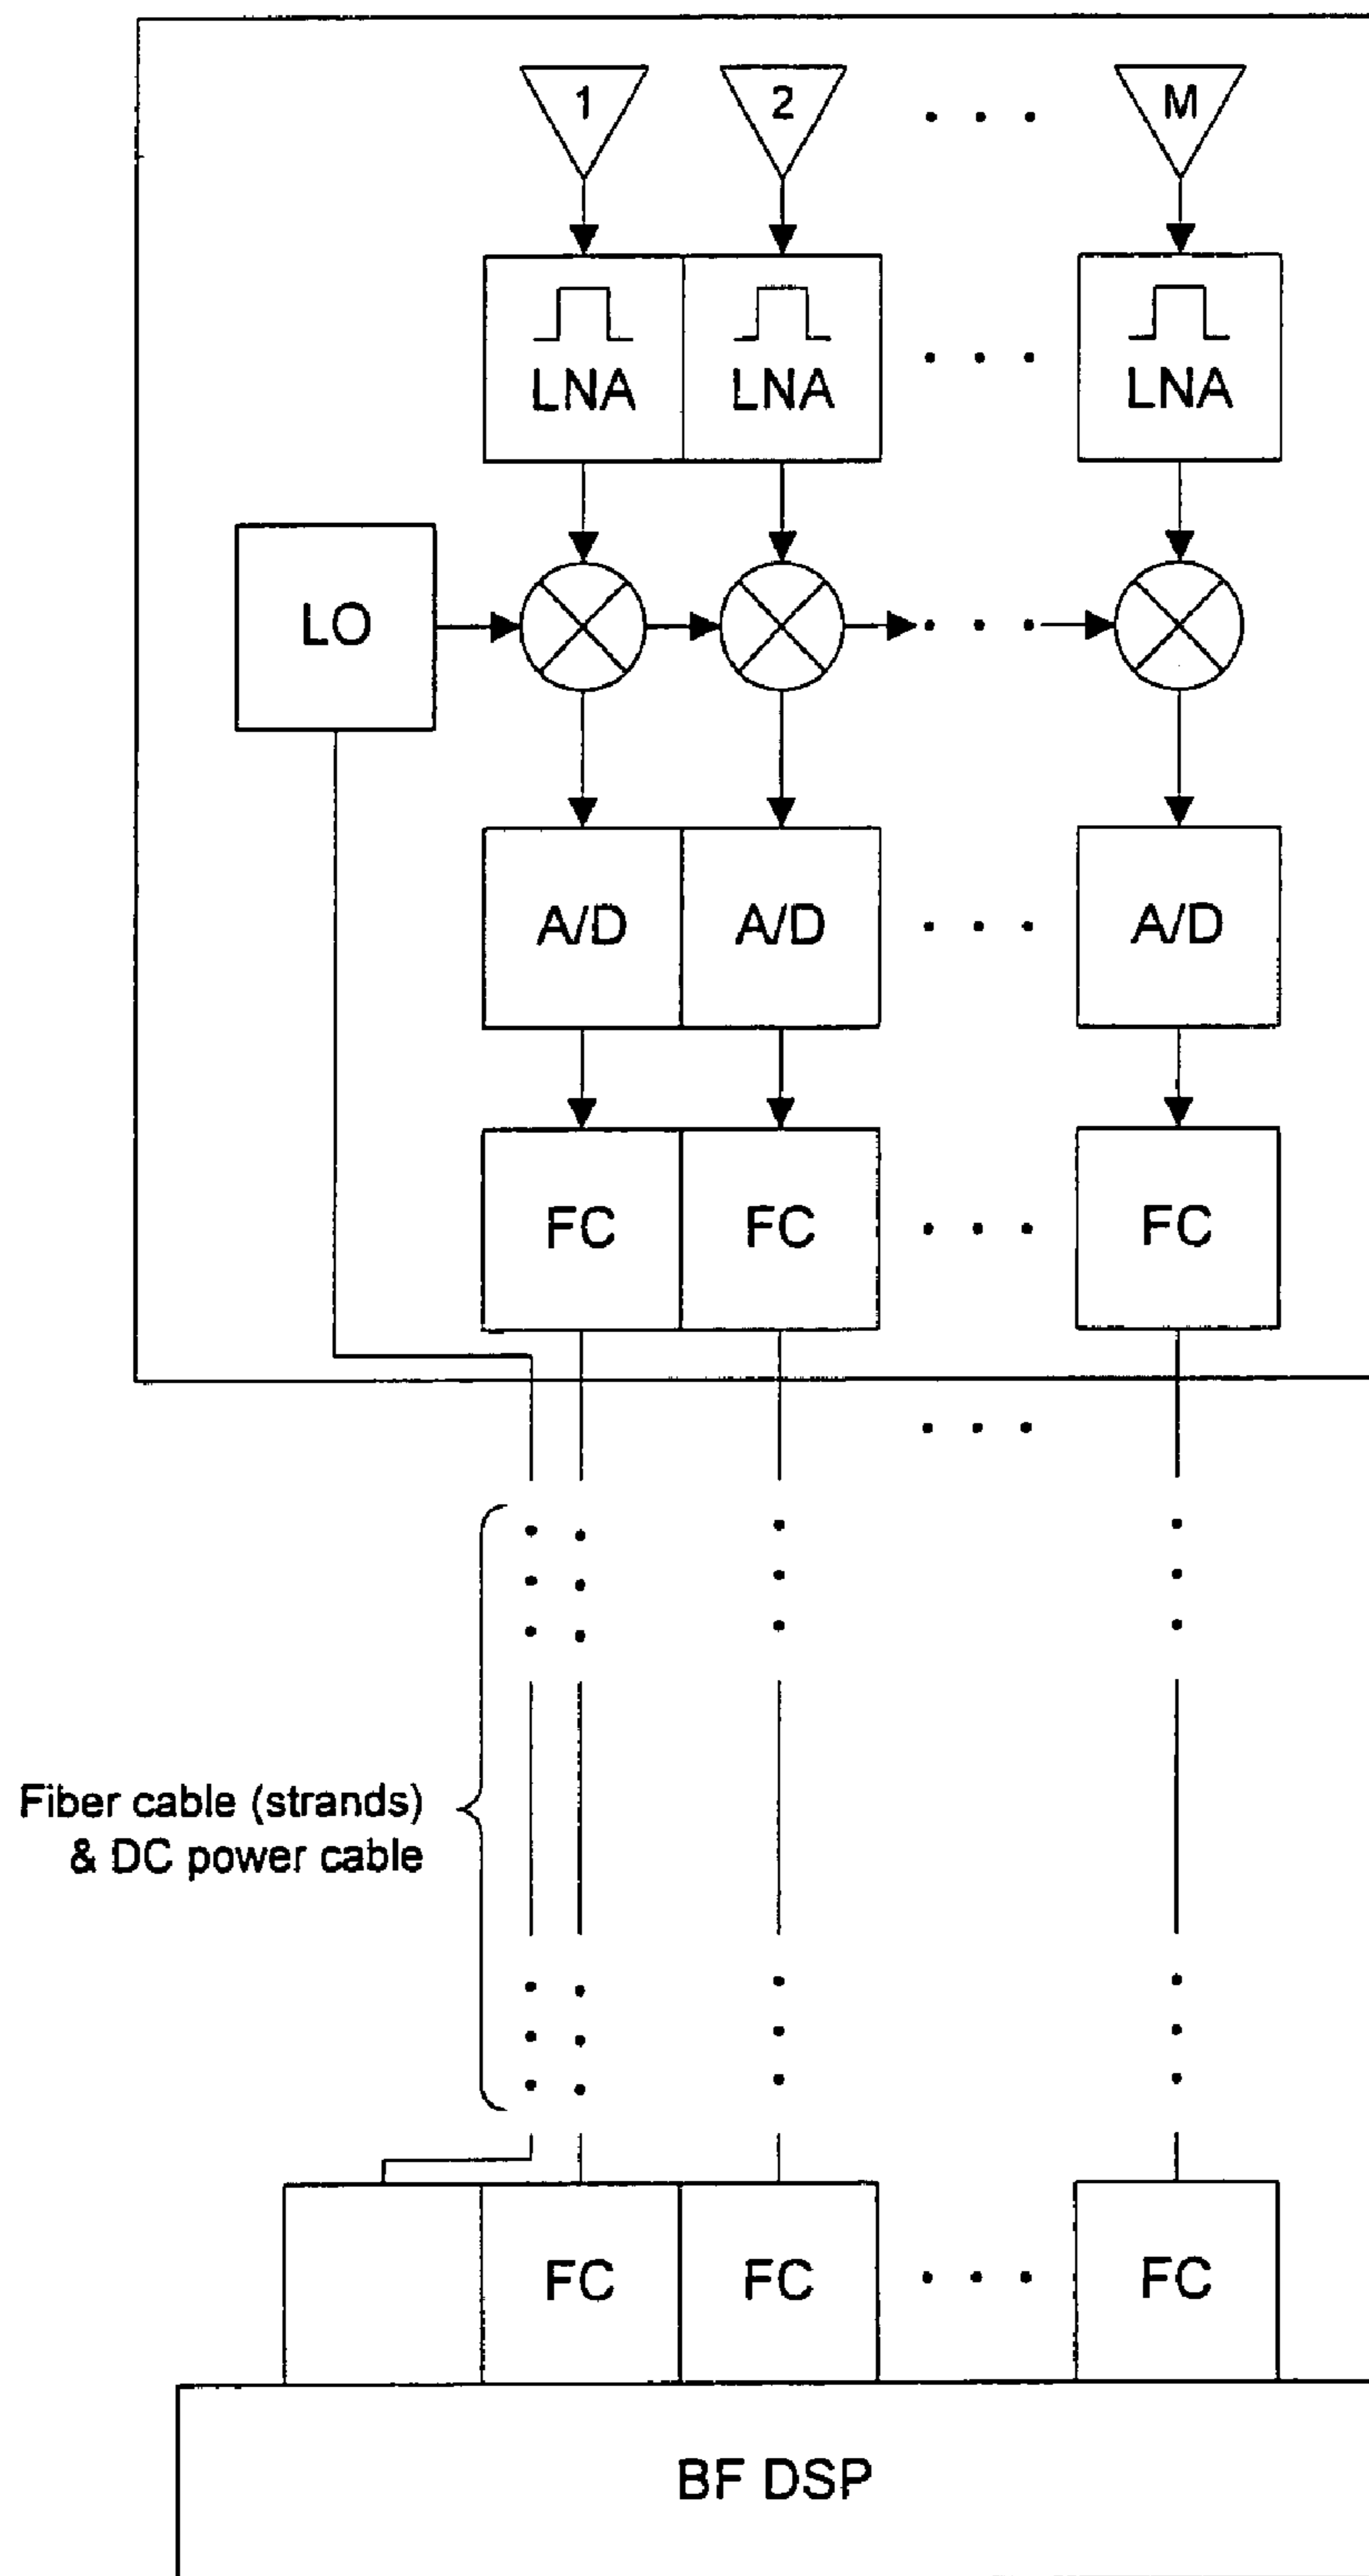 1 2 M
LNA LNA LNA
LO
A/D A/D A/D
FC FC FC
Fiber cable (strands)
& DC power cable
FC FC FC
BF DSP